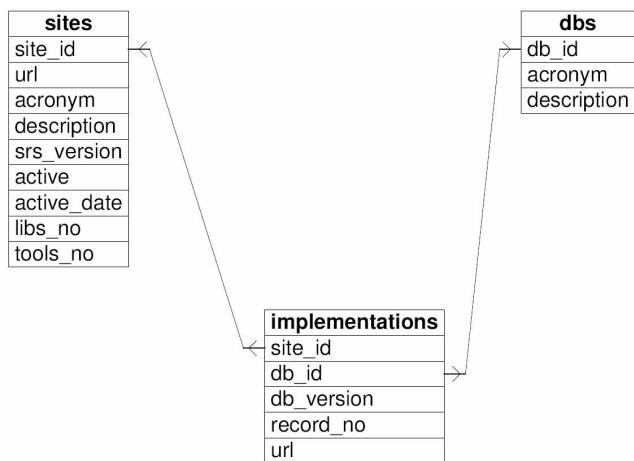 sites
site_id
url
acronym
description
srs_version
active
active_date
libs_no
tools_no
dbs
db_id
acronym
description
implementations
site_id
db_id
db_version
record_no
url